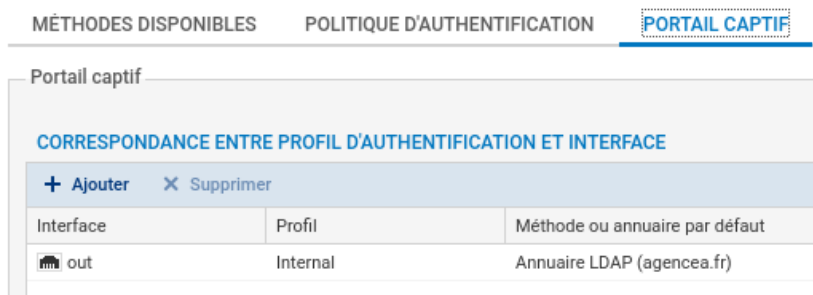 MÉTHODES DISPONIBLES POLITIQUE D'AUTHENTIFICATION PORTAIL CAPTIF
Portail captif
CORRESPONDANCE ENTRE PROFIL D'AUTHENTIFICATION ET INTERFACE
+ Ajouter × Supprimer
Interface Profil Méthode ou annuaire par défaut
out Internal Annuaire LDAP (agencea.fr)